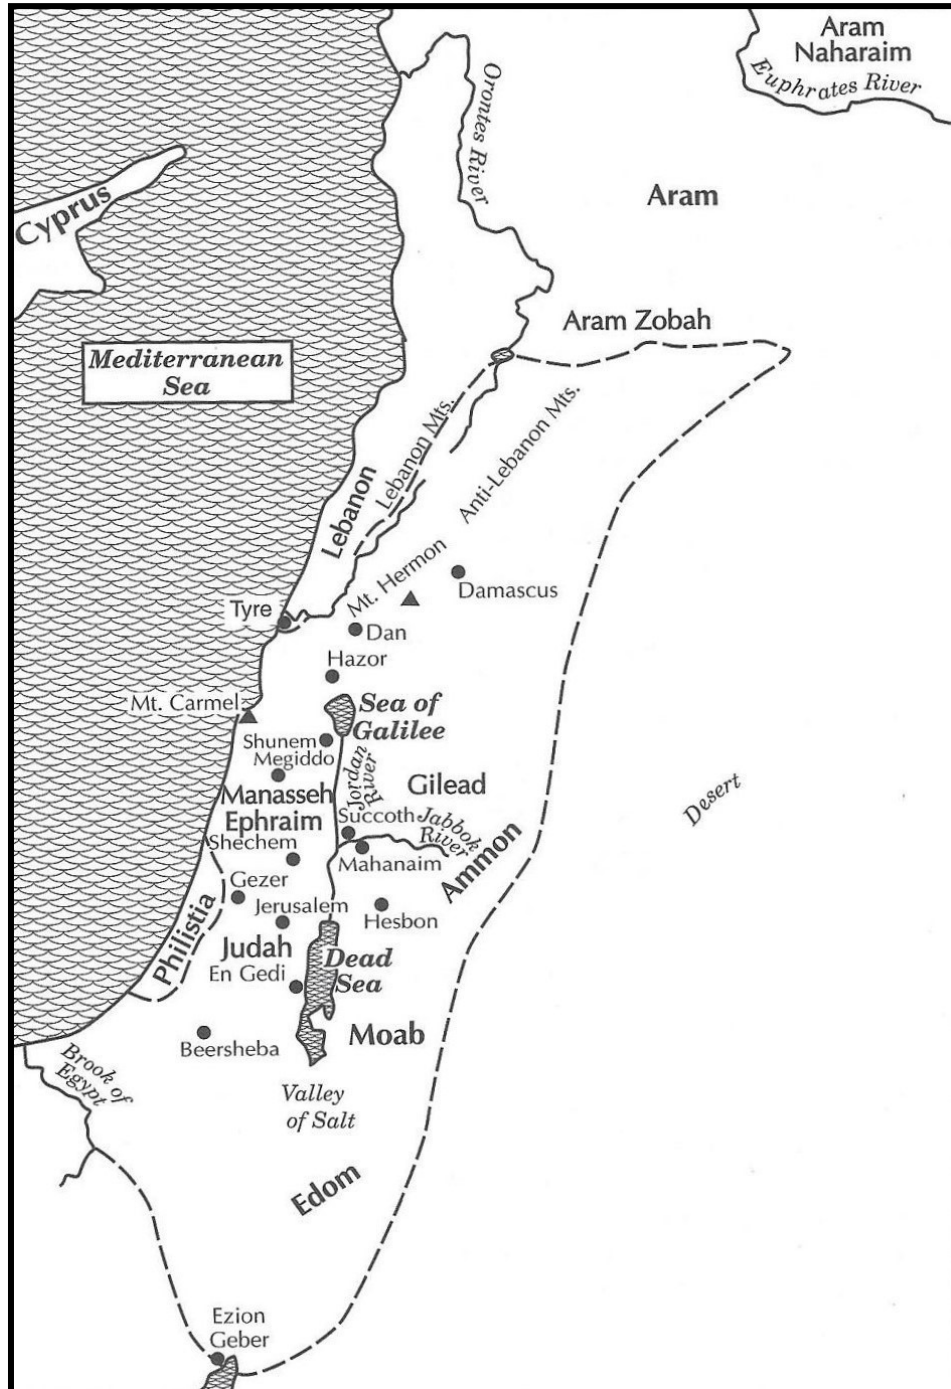 Aram
Naharaim
Euphrates River
Orontes River
Aram
Cyprus
Aram Zobah
Mediterranean
Sea
Lebanon Mts.
Anti-Lebanon Mts.
Lebanon
Mt. Hermon
Damascus
Tyre
Dan
Hazor
Mt. Carmel
Sea of
Galilee
Shunem
Megiddo
Jordan
River
Gilead
Desert
Manasseh
Ephraim
Succoth
Jabbok
River
Shechem
Mahanaim
Ammon
Gezer
Jerusalem
Hesbon
Philistia
Judah
Dead
Sea
En Gedi
Moab
Beersheba
Brook of
Egypt
Valley
of Salt
Edom
Ezion
Geber